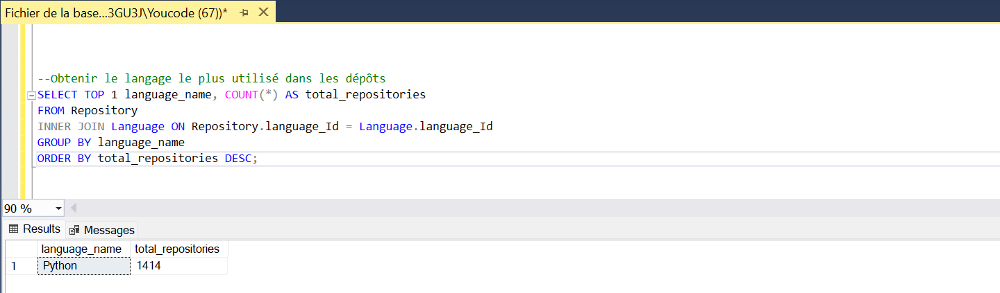 Fichier de la base...3GU3J\Youcode (67))*
--Obtenir le langage le plus utilisé dans les dépôts
SELECT TOP 1 language_name, COUNT(*) AS total_repositories
FROM Repository
INNER JOIN Language ON Repository.language_Id = Language.language_Id
GROUP BY language_name
ORDER BY total_repositories DESC;
90 %
Results Messages
language_name total_repositories
1 Python 1414